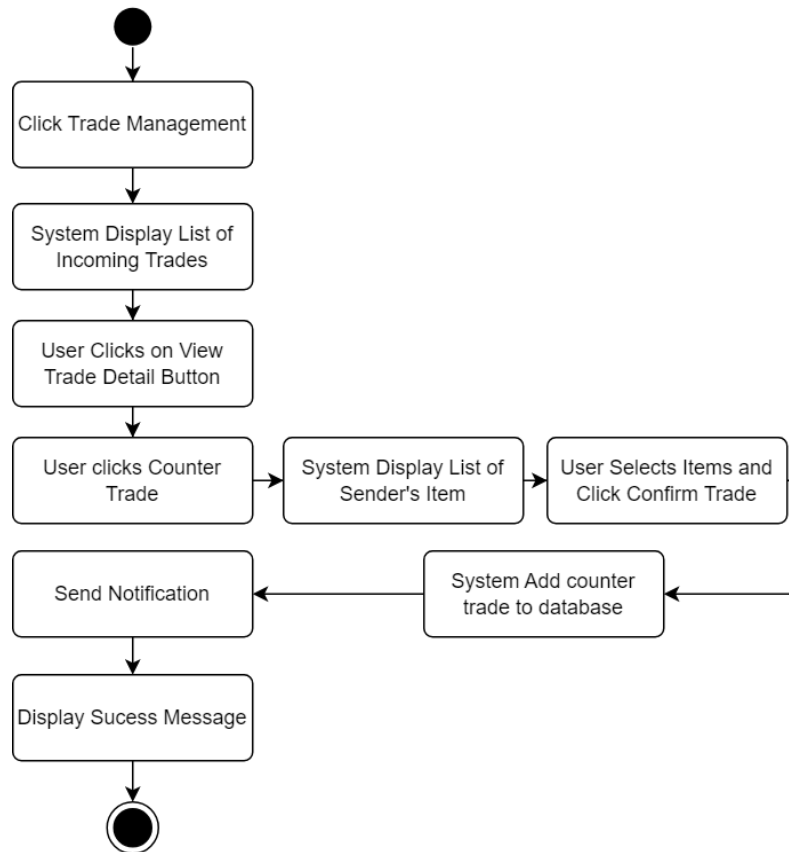 Click Trade Management
System Display List of
Incoming Trades
User Clicks on View
Trade Detail Button
User clicks Counter
Trade
System Display List of
Sender's Item
User Selects Items and
Click Confirm Trade
System Add counter
trade to database
Send Notification
Display Sucess Message